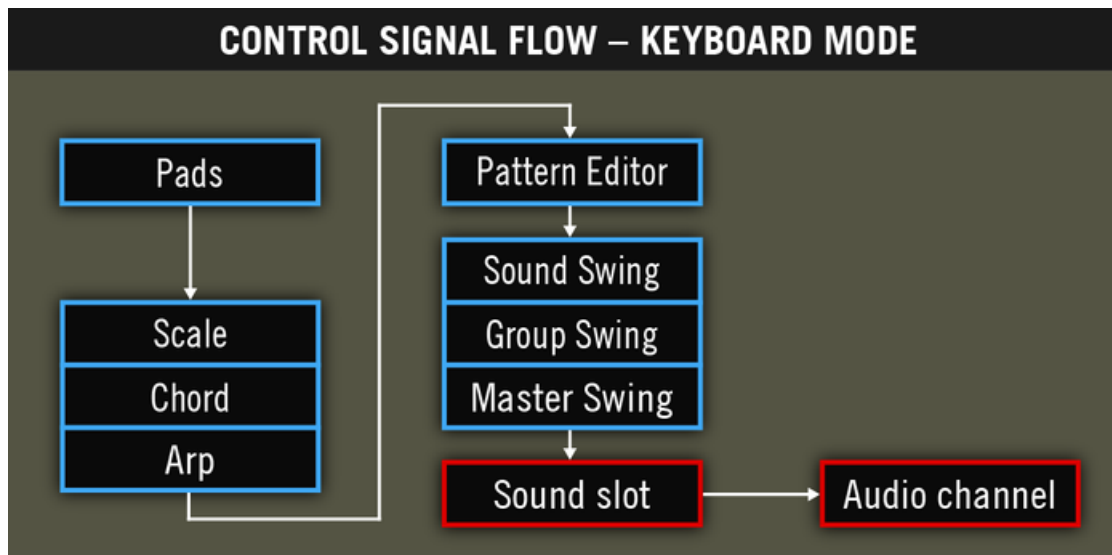 CONTROL SIGNAL FLOW – KEYBOARD MODE
Pads
Scale
Chord
Arp
Pattern Editor
Sound Swing
Group Swing
Master Swing
Sound slot
Audio channel